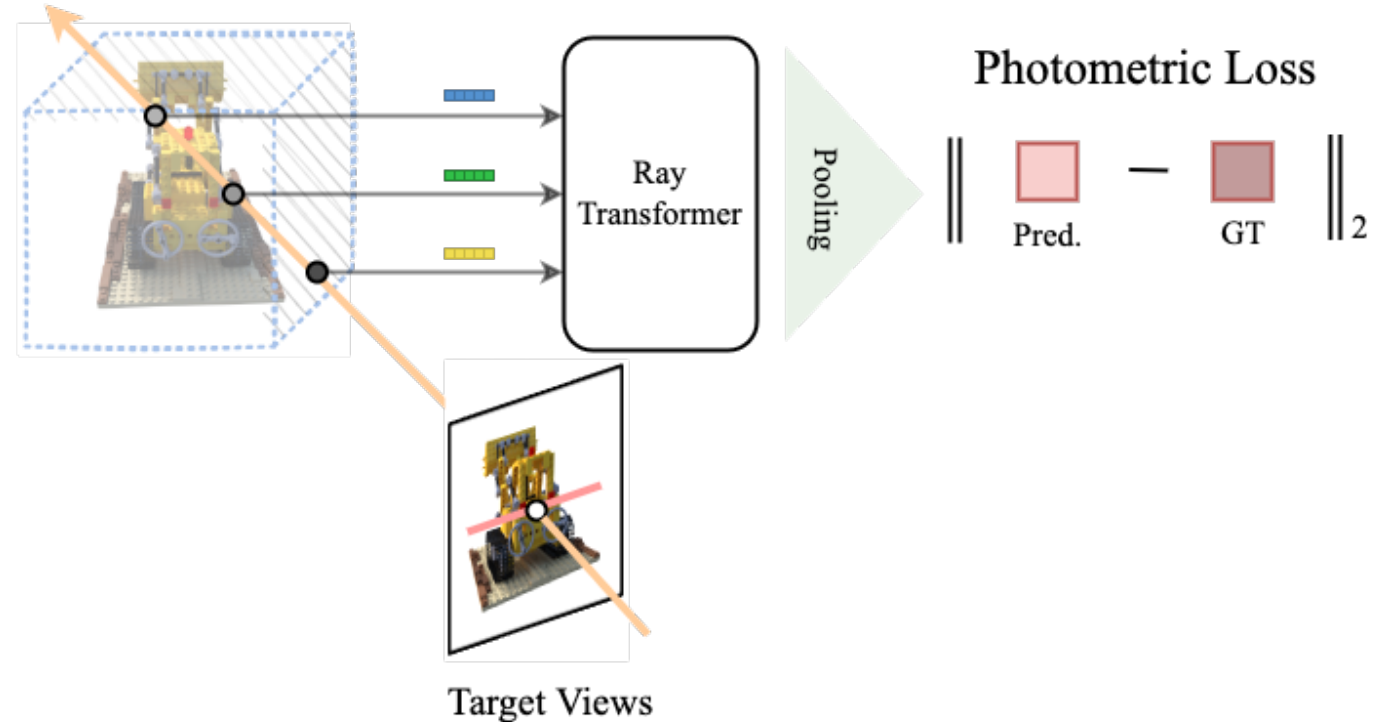 Photometric Loss
Ray
Transformer
Pooling
Pred.
GT
2
Target Views